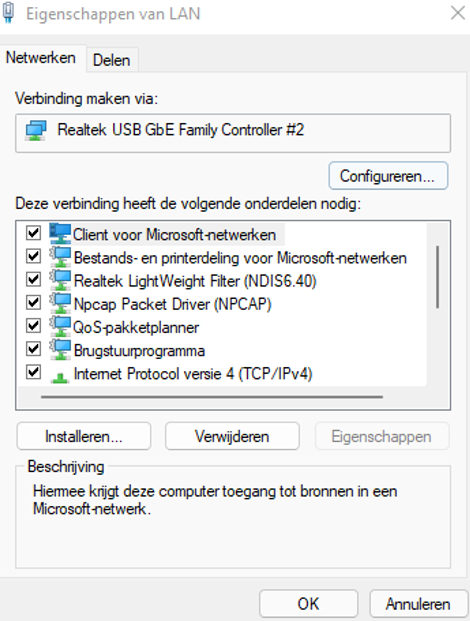 Eigenschappen van LAN
Netwerken
Delen
Verbinding maken via:
Realtek USB GbE Family Controller #2
Configureren...
Deze verbinding heeft de volgende onderdelen nodig:
Client voor Microsoft-netwerken
Bestands- en printerdeling voor Microsoft-netwerken
Realtek LightWeight Filter (NDIS6.40)
Npcap Packet Driver (NPCAP)
QoS-pakketplanner
Brugstuurprogramma
Internet Protocol versie 4 (TCP/IPv4)
Installeren...
Verwijderen
Eigenschappen
Beschrijving
Hiermee krijgt deze computer toegang tot bronnen in een
Microsoft-netwerk.
OK
Annuleren